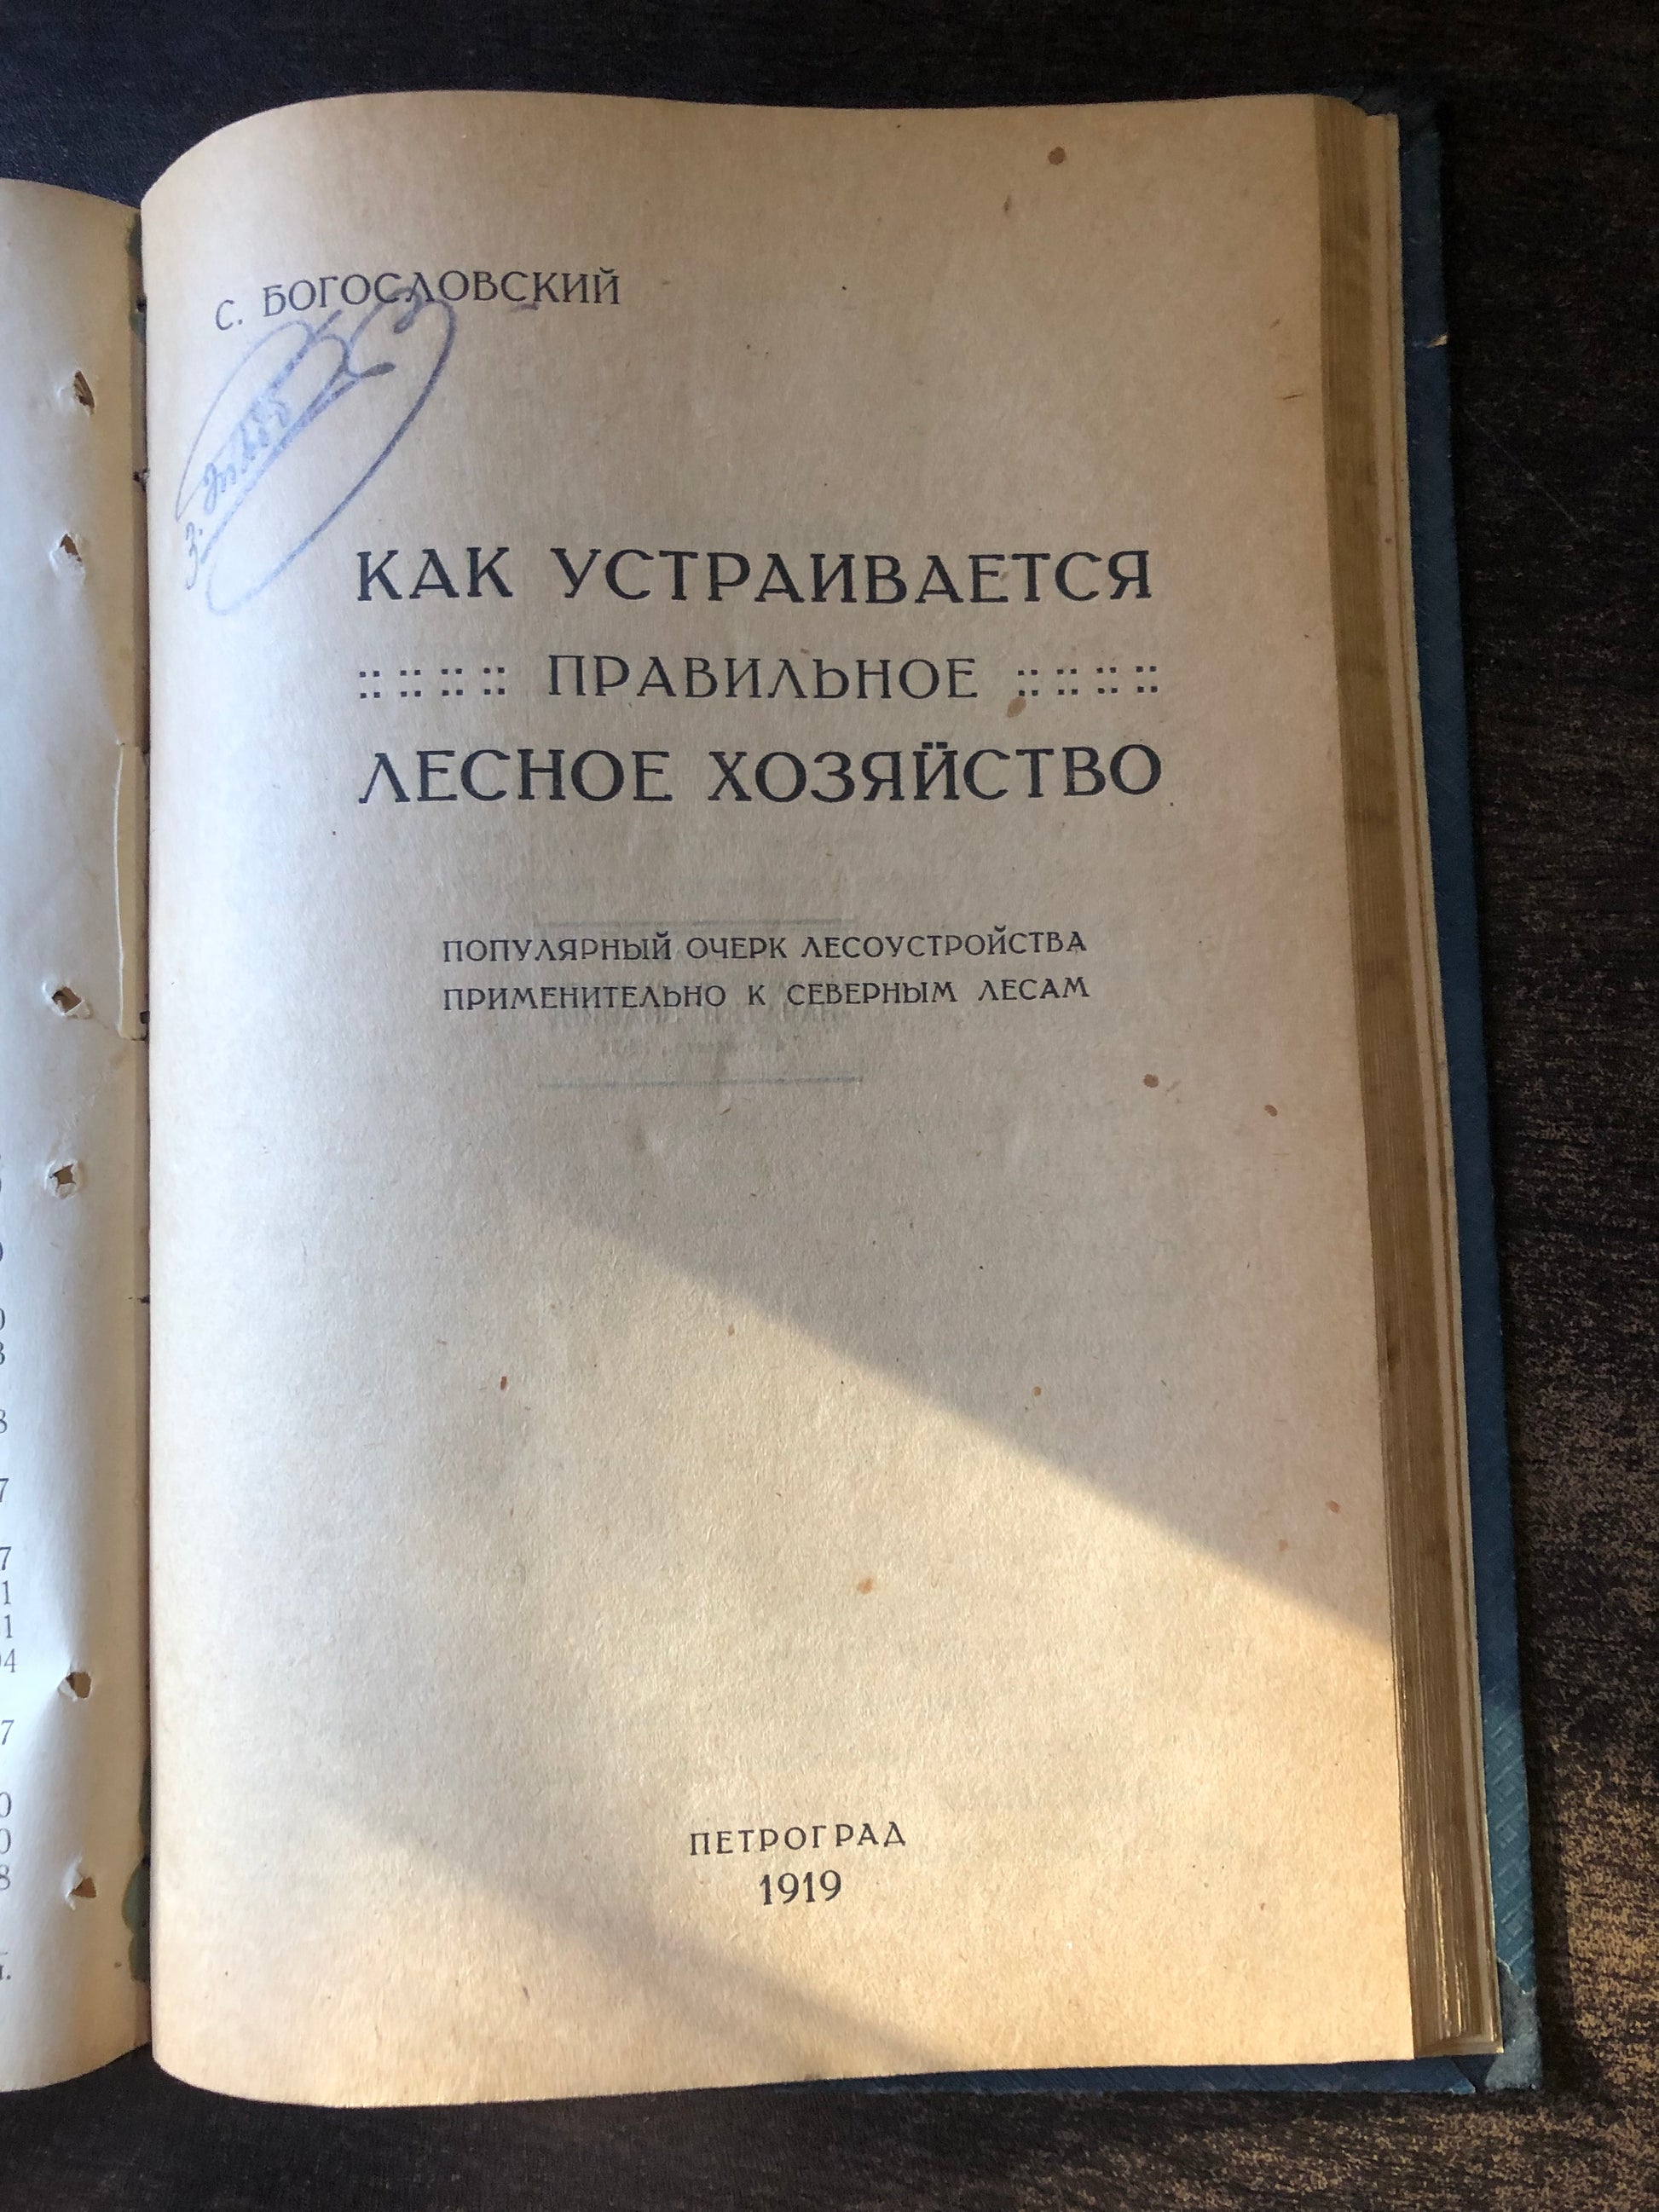 С. БОГОСЛОВСКИЙ
КАК УСТРАИВАЕТСЯ
:: :: :: :: ПРАВИЛЬНОЕ :: :: :: ::
ЛЕСНОЕ ХОЗЯЙСТВО
ПОПУЛЯРНЫЙ ОЧЕРК ЛЕСОУСТРОЙСТВА
ПРИМЕНИТЕЛЬНО К СЕВЕРНЫМ ЛЕСАМ
ПЕТРОГРАД
1919